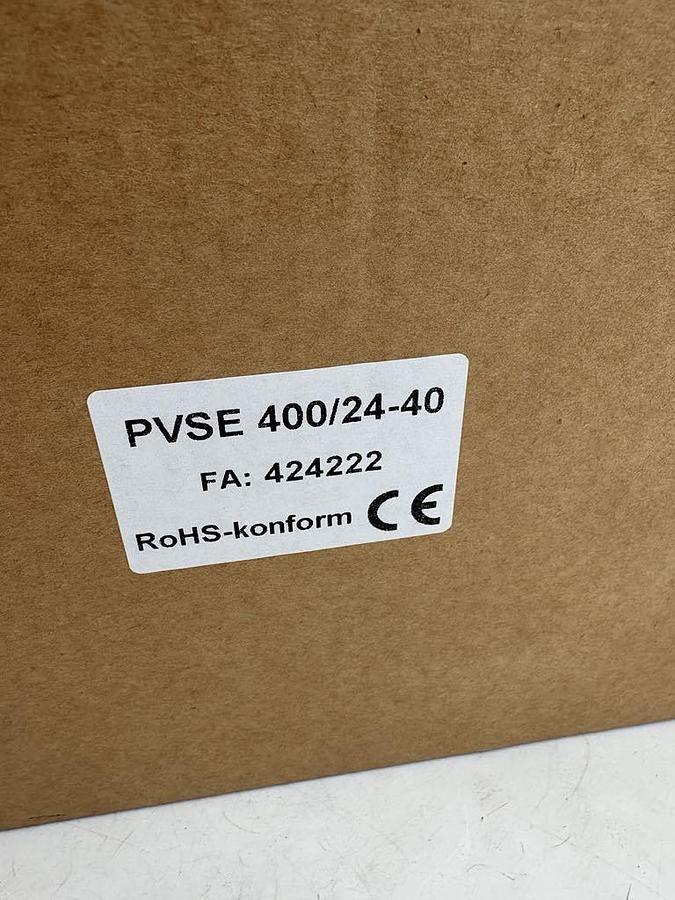 PVSE 400/24-40
FA: 424222
RoHS-konform CE